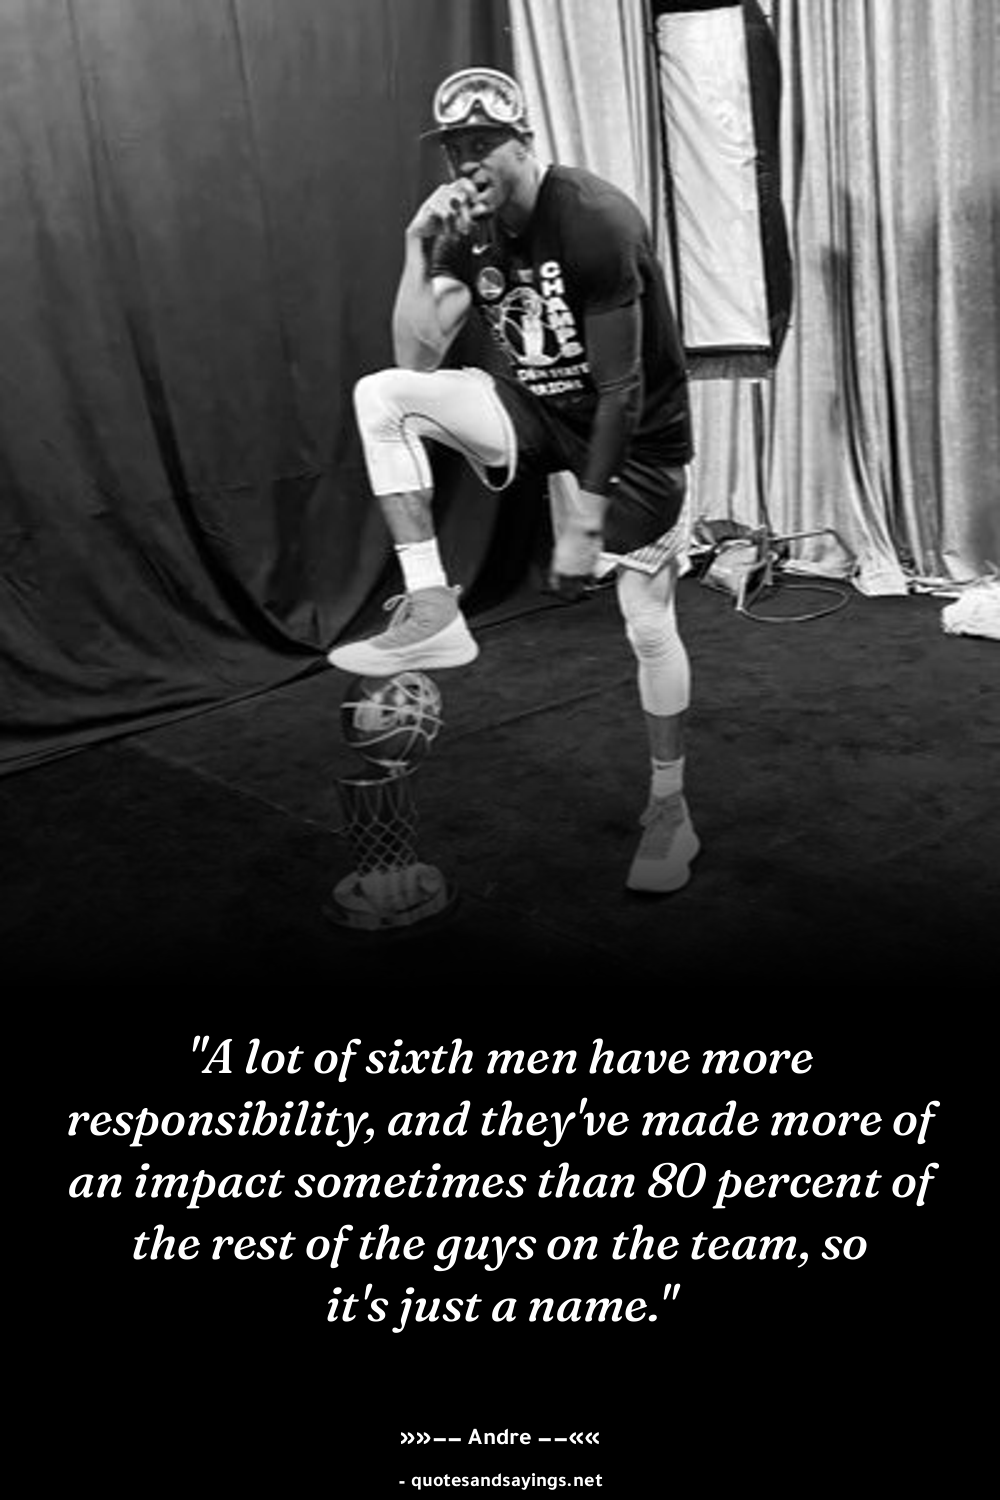 CHAMPS
"A lot of sixth men have more
responsibility, and they've made more of
an impact sometimes than 80 percent of
the rest of the guys on the team, so
it's just a name."
»»–– Andre ––««
- quotesandsayings.net